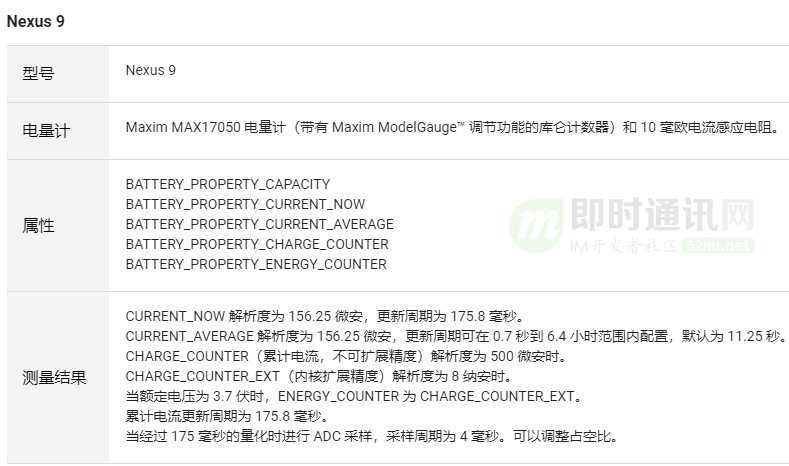 Nexus 9
型号
Nexus 9
电量计
Maxim MAX17050 电量计（带有 Maxim ModelGauge™ 调节功能的库仑计数器）和 10 毫欧电流感应电阻。
属性
BATTERY_PROPERTY_CAPACITY
BATTERY_PROPERTY_CURRENT_NOW
BATTERY_PROPERTY_CURRENT_AVERAGE
BATTERY_PROPERTY_CHARGE_COUNTER
BATTERY_PROPERTY_ENERGY_COUNTER
即时通讯网
IM开发者社区 52im.net
测量结果
CURRENT_NOW 解析度为 156.25 微安，更新周期为 175.8 毫秒。
CURRENT_AVERAGE 解析度为 156.25 微安，更新周期可在 0.7 秒到 6.4 小时范围内配置，默认为 11.25 秒。
CHARGE_COUNTER（累计电流，不可扩展精度）解析度为 500 微安时。
CHARGE_COUNTER_EXT（内核扩展精度）解析度为 8 纳安时。
当额定电压为 3.7 伏时，ENERGY_COUNTER 为 CHARGE_COUNTER_EXT。
累计电流更新周期为 175.8 毫秒。
当经过 175 毫秒的量化时进行 ADC 采样，采样周期为 4 毫秒。可以调整占空比。